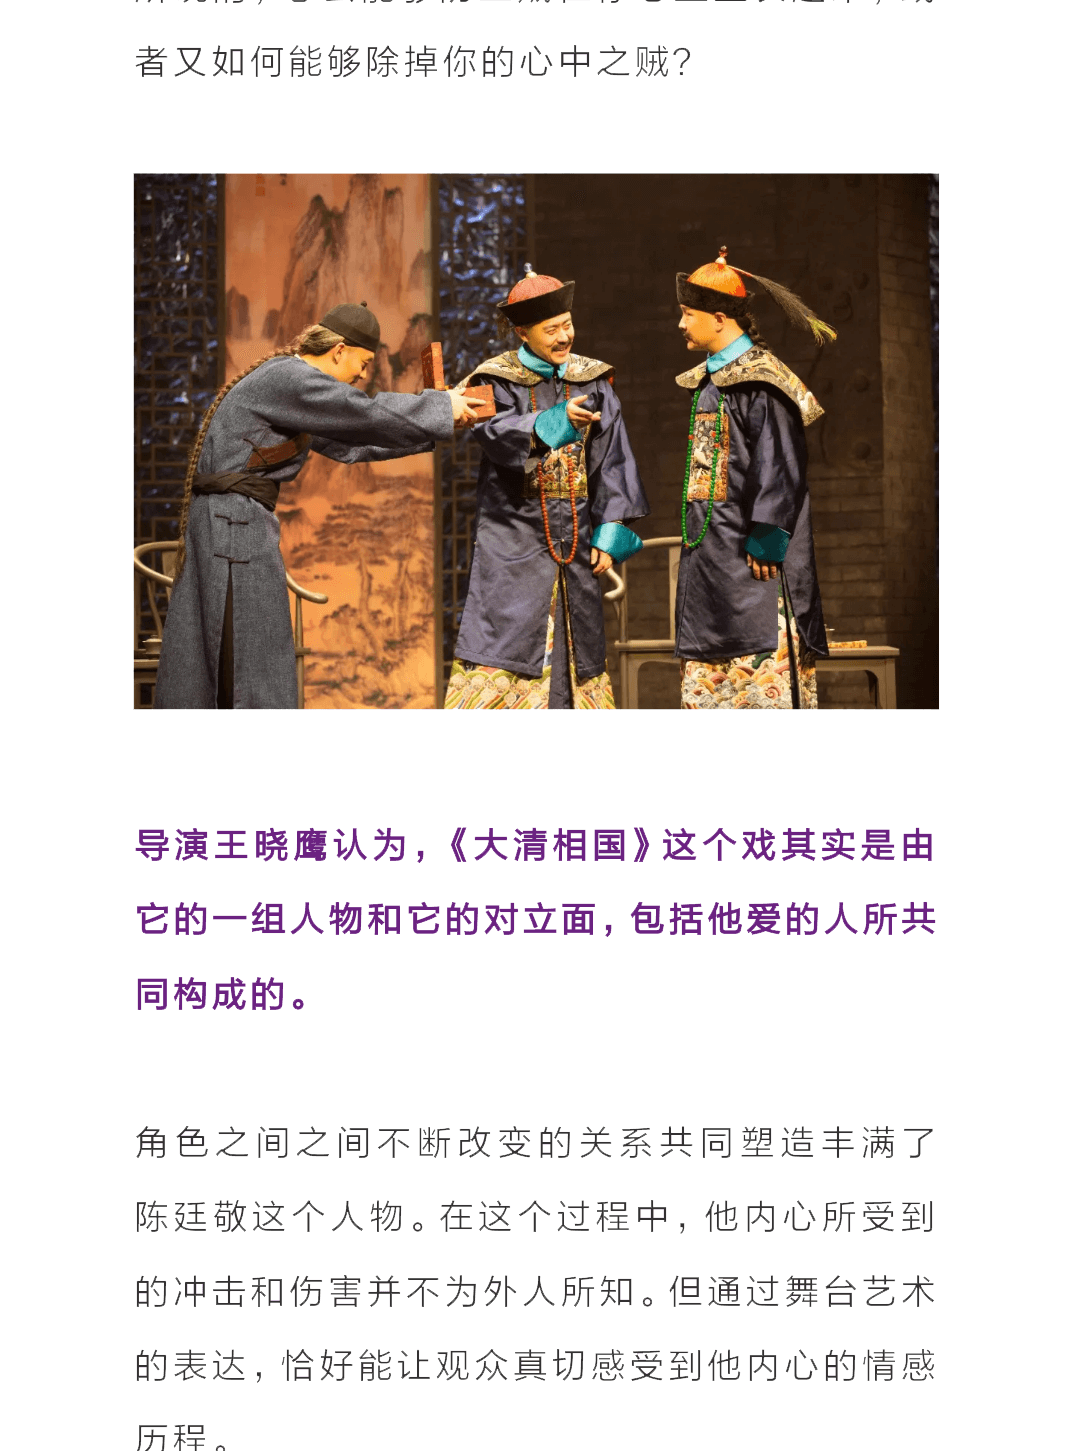 者又如何能够除掉你的心中之贼？
导演王晓鹰认为，《大清相国》这个戏其实是由
它的一组人物和它的对立面，包括他爱的人所共
同构成的。
角色之间之间不断改变的关系共同塑造丰满了
陈廷敬这个人物。在这个过程中，他内心所受到
的冲击和伤害并不为外人所知。但通过舞台艺术
的表达，恰好能让观众真切感受到他内心的情感
历程。